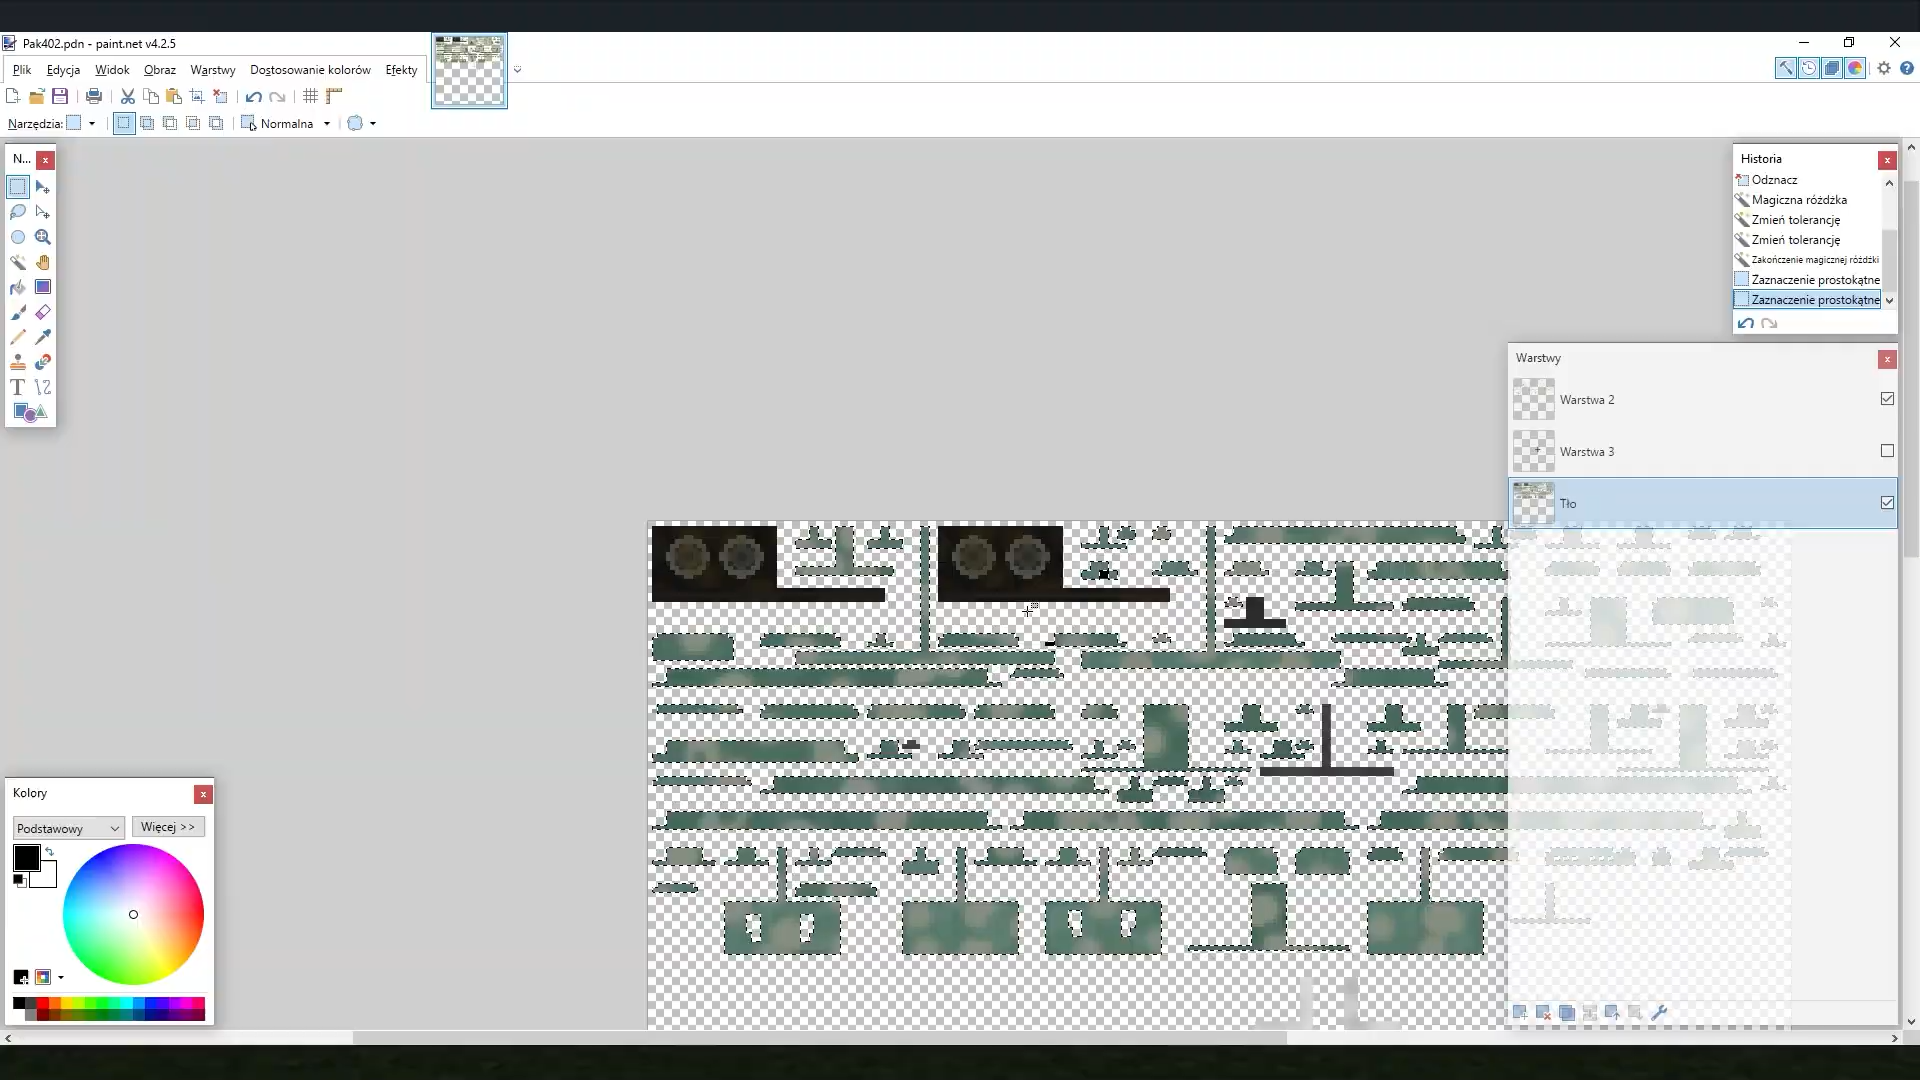 Pak402.pdn - paint.net v4.2.5
Plik Edycja Widok Obraz Warstwy Dostosowanie kolorów Efekty
Narzędzia: Normalna
N...
Historia
Odznacz
Magiczna różdżka
Zmień tolerancję
Zmień tolerancję
Zakończenie magicznej różdżki
Zaznaczenie prostokątne
Zaznaczenie prostokątne
Warstwy
Warstwa 2
Warstwa 3
Tło
Kolory
Podstawowy Więcej >>